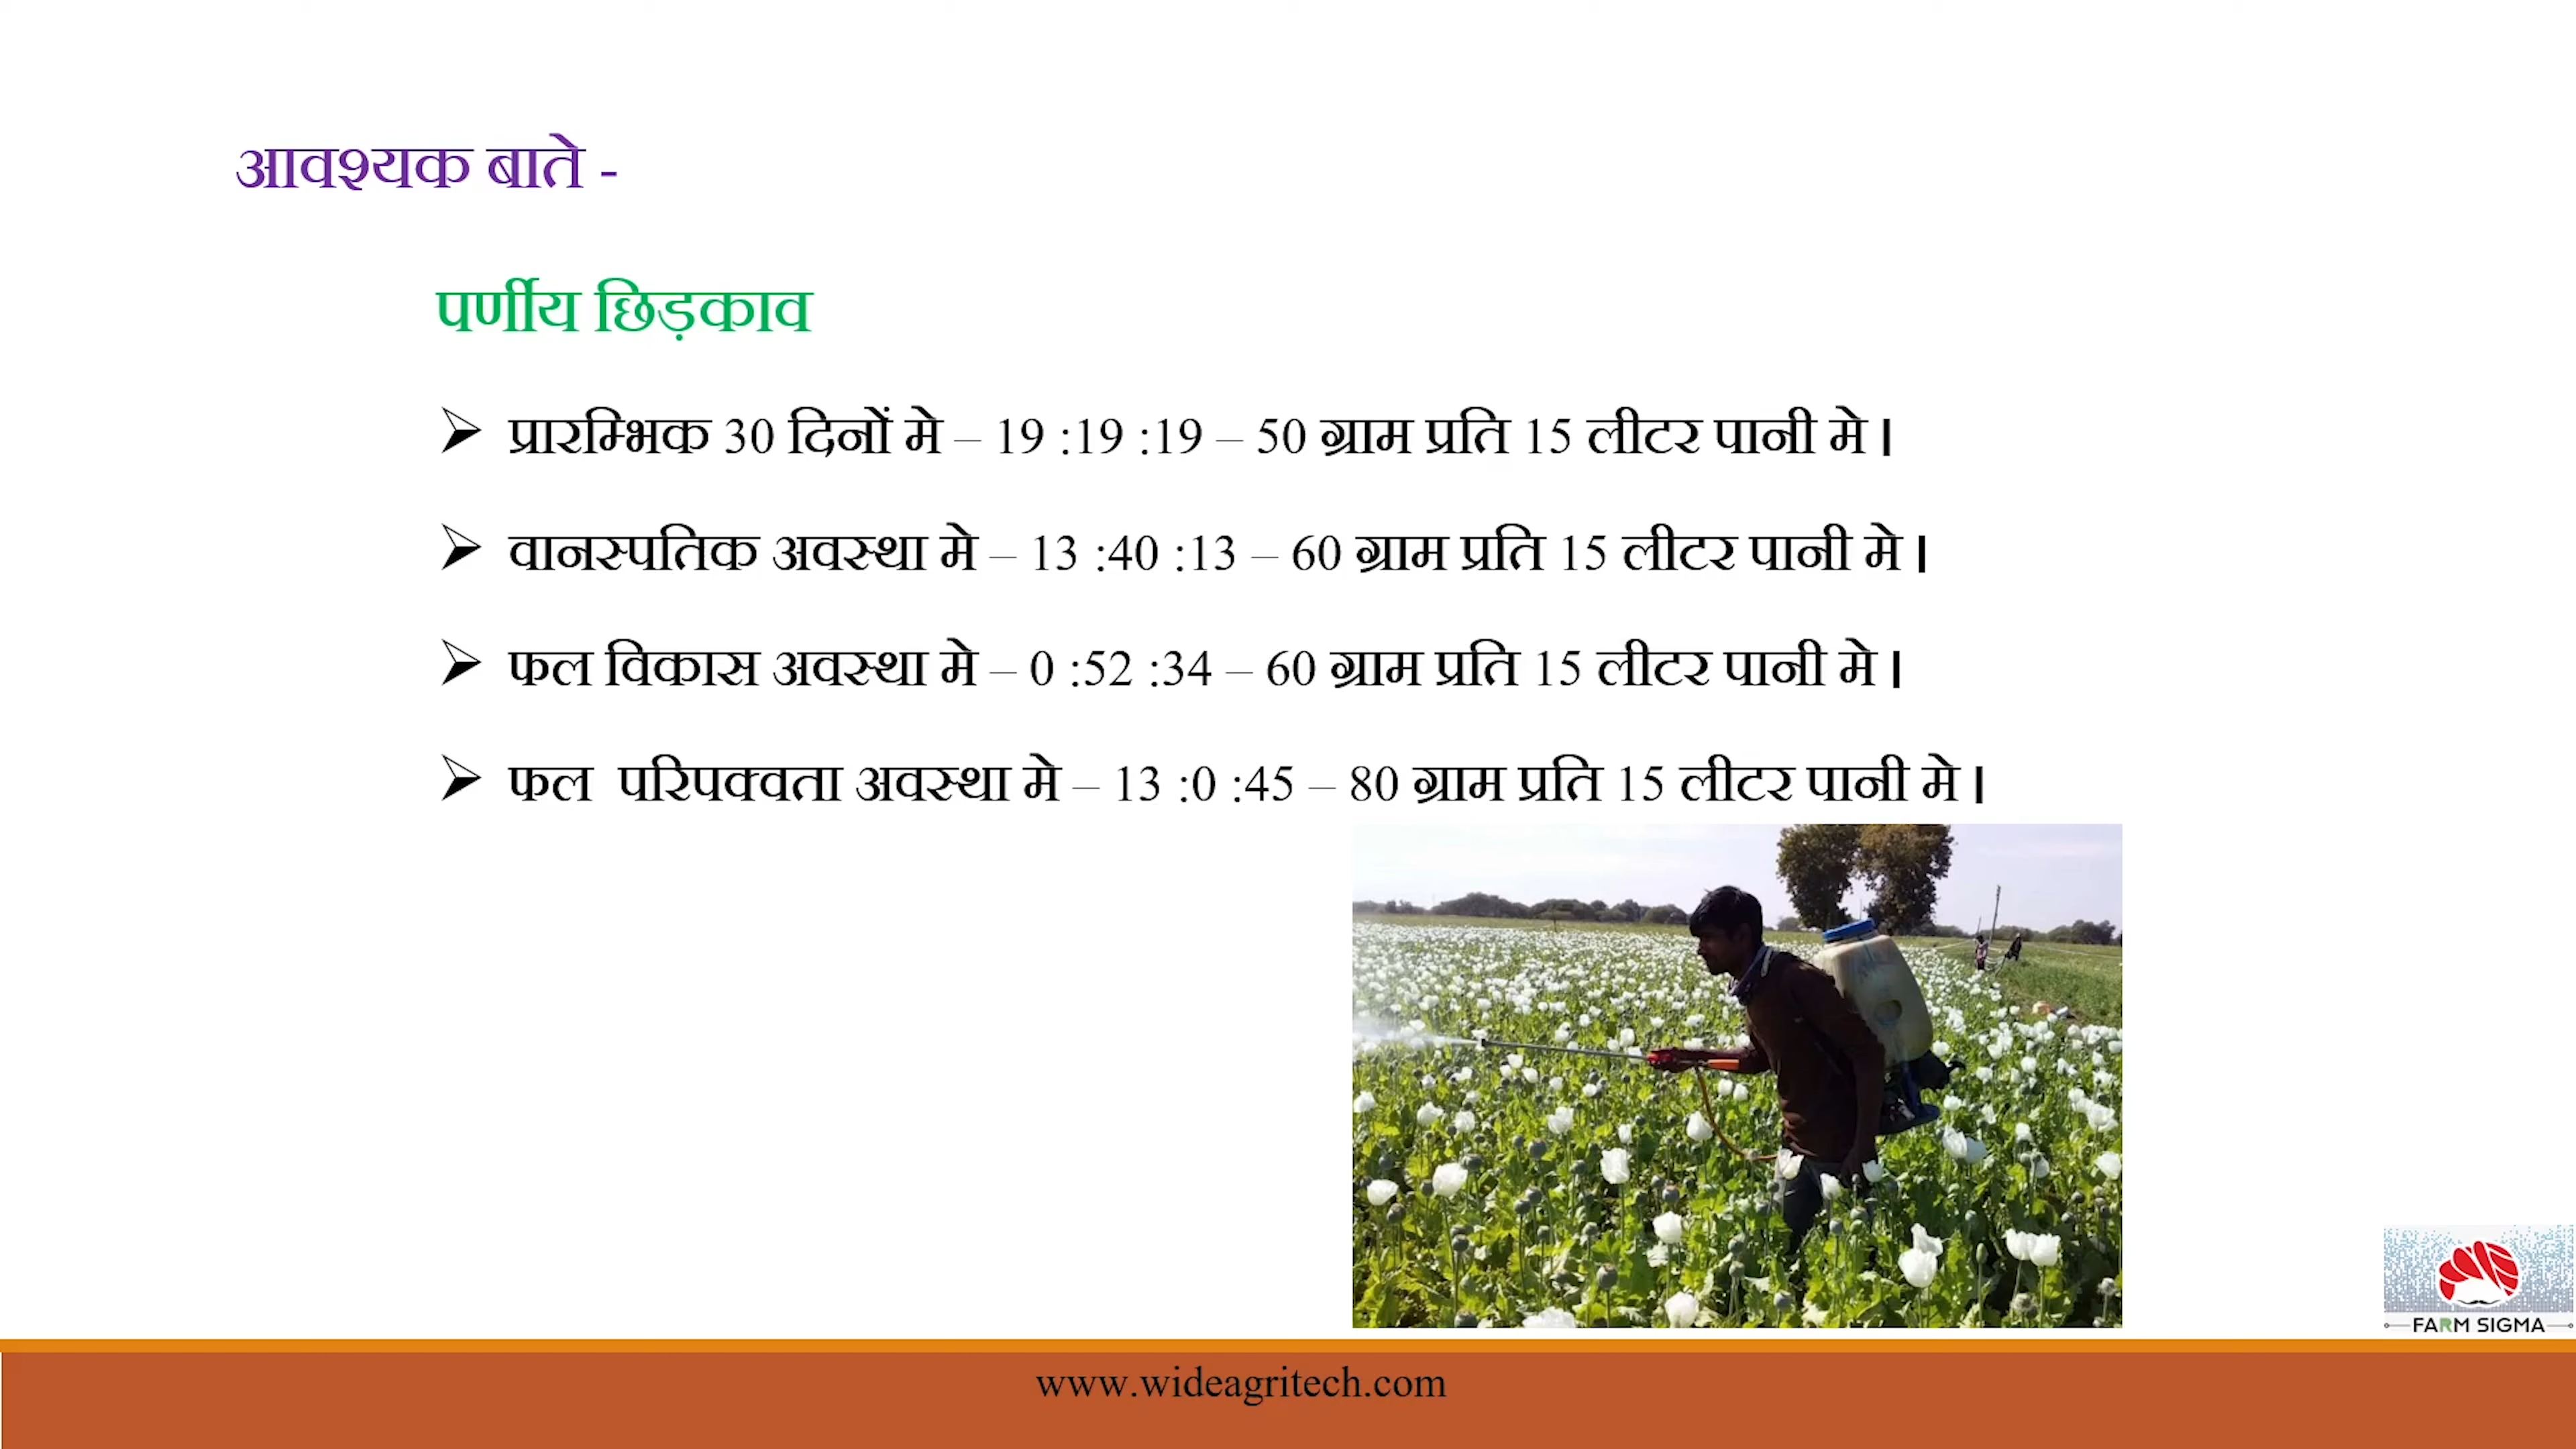 आवश्यक बाते -
पर्णीय छिड़काव
➢ प्रारम्भिक 30 दिनों मे – 19 :19 :19 – 50 ग्राम प्रति 15 लीटर पानी मे।
➢ वानस्पतिक अवस्था मे – 13 :40 :13 – 60 ग्राम प्रति 15 लीटर पानी मे।
➢ फल विकास अवस्था मे – 0 :52 :34 – 60 ग्राम प्रति 15 लीटर पानी मे।
➢ फल परिपक्वता अवस्था मे – 13 :0 :45 – 80 ग्राम प्रति 15 लीटर पानी मे।
FARM SIGMA
www.wideagritech.com